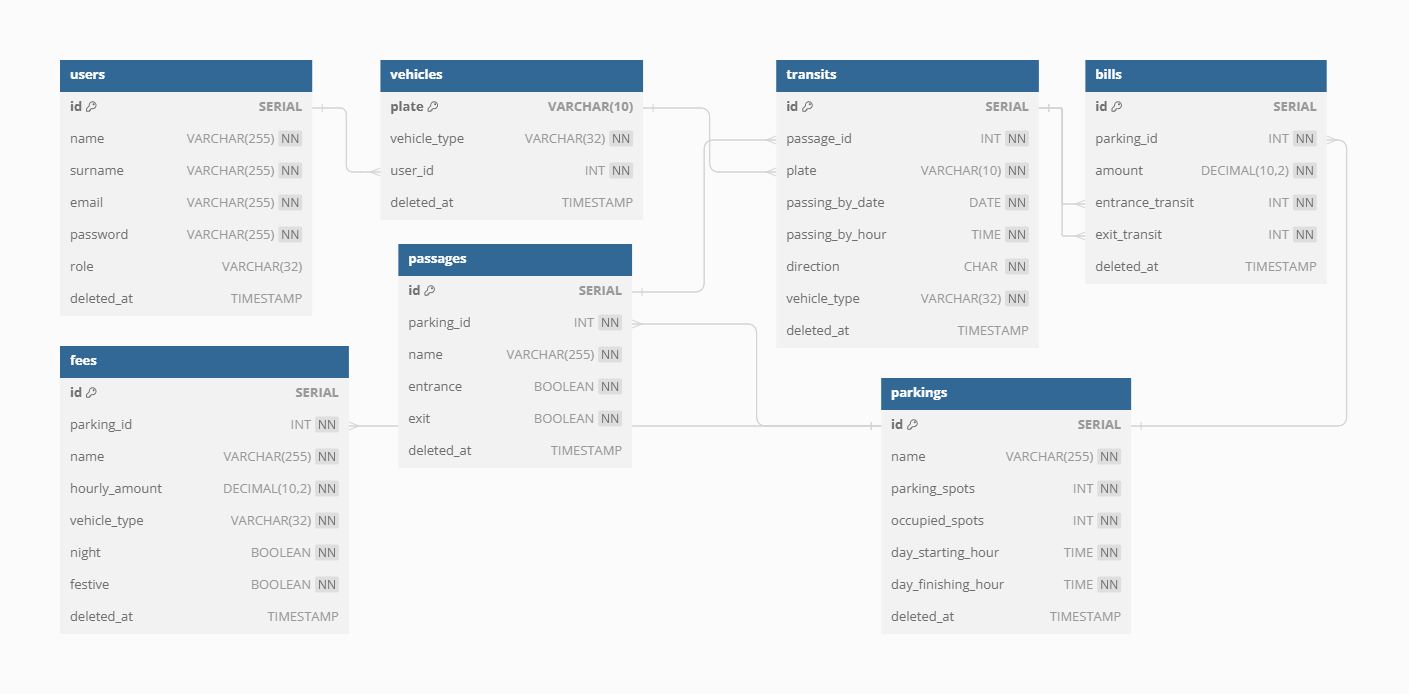 users
id SERIAL
name VARCHAR(255) NN
surname VARCHAR(255) NN
email VARCHAR(255) NN
password VARCHAR(255) NN
role VARCHAR(32)
deleted_at TIMESTAMP
vehicles
plate VARCHAR(10)
vehicle_type VARCHAR(32) NN
user_id INT NN
deleted_at TIMESTAMP
transits
id SERIAL
passage_id INT NN
plate VARCHAR(10) NN
passing_by_date DATE NN
passing_by_hour TIME NN
direction CHAR NN
vehicle_type VARCHAR(32) NN
deleted_at TIMESTAMP
bills
id SERIAL
parking_id INT NN
amount DECIMAL(10,2) NN
entrance_transit INT NN
exit_transit INT NN
deleted_at TIMESTAMP
passages
id SERIAL
parking_id INT NN
name VARCHAR(255) NN
entrance BOOLEAN NN
exit BOOLEAN NN
deleted_at TIMESTAMP
fees
id SERIAL
parking_id INT NN
name VARCHAR(255) NN
hourly_amount DECIMAL(10,2) NN
vehicle_type VARCHAR(32) NN
night BOOLEAN NN
festive BOOLEAN NN
deleted_at TIMESTAMP
parkings
id SERIAL
name VARCHAR(255) NN
parking_spots INT NN
occupied_spots INT NN
day_starting_hour TIME NN
day_finishing_hour TIME NN
deleted_at TIMESTAMP